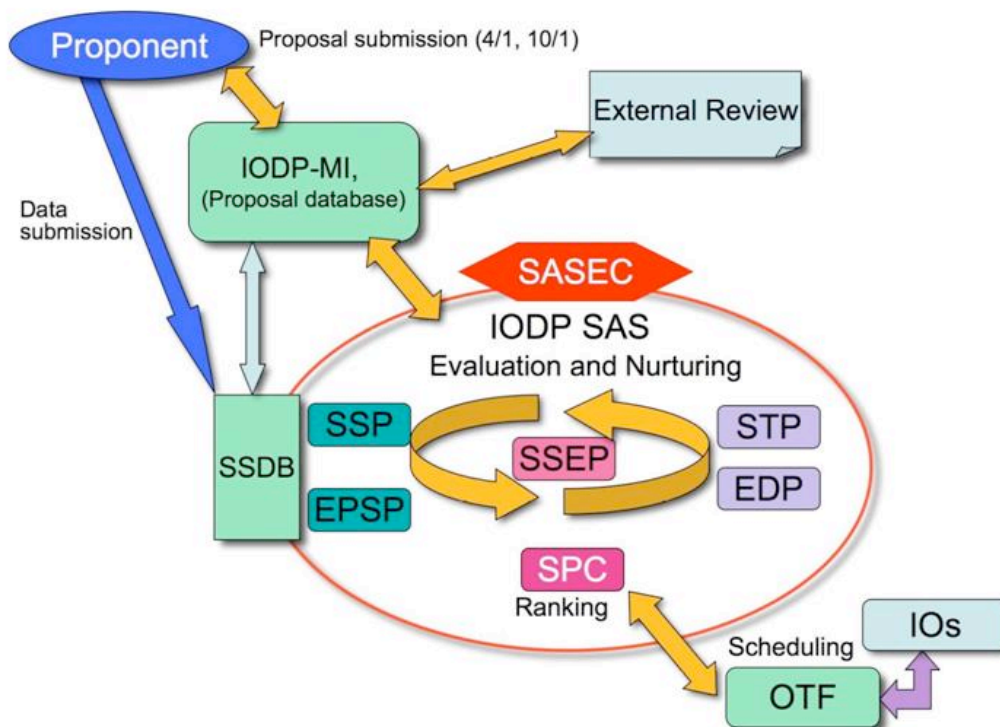 Proponent
Proposal submission (4/1, 10/1)
External Review
IODP-MI,
(Proposal database)
Data
submission
SASEC
IODP SAS
Evaluation and Nurturing
SSP
STP
SSEP
SSDB
EDP
EPSP
SPC
Ranking
IOs
Scheduling
OTF